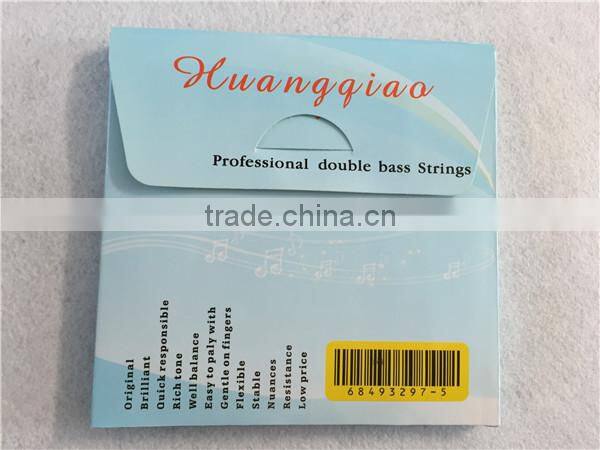 Huangqiao
Professional double bass Strings
trade.china.cn
Original
Brilliant
Quick responsible
Rich tone
Well balance
Easy to paly with
Gentle on fingers
Flexible
Stable
Nuances
Resistance
Low price
68493297-5